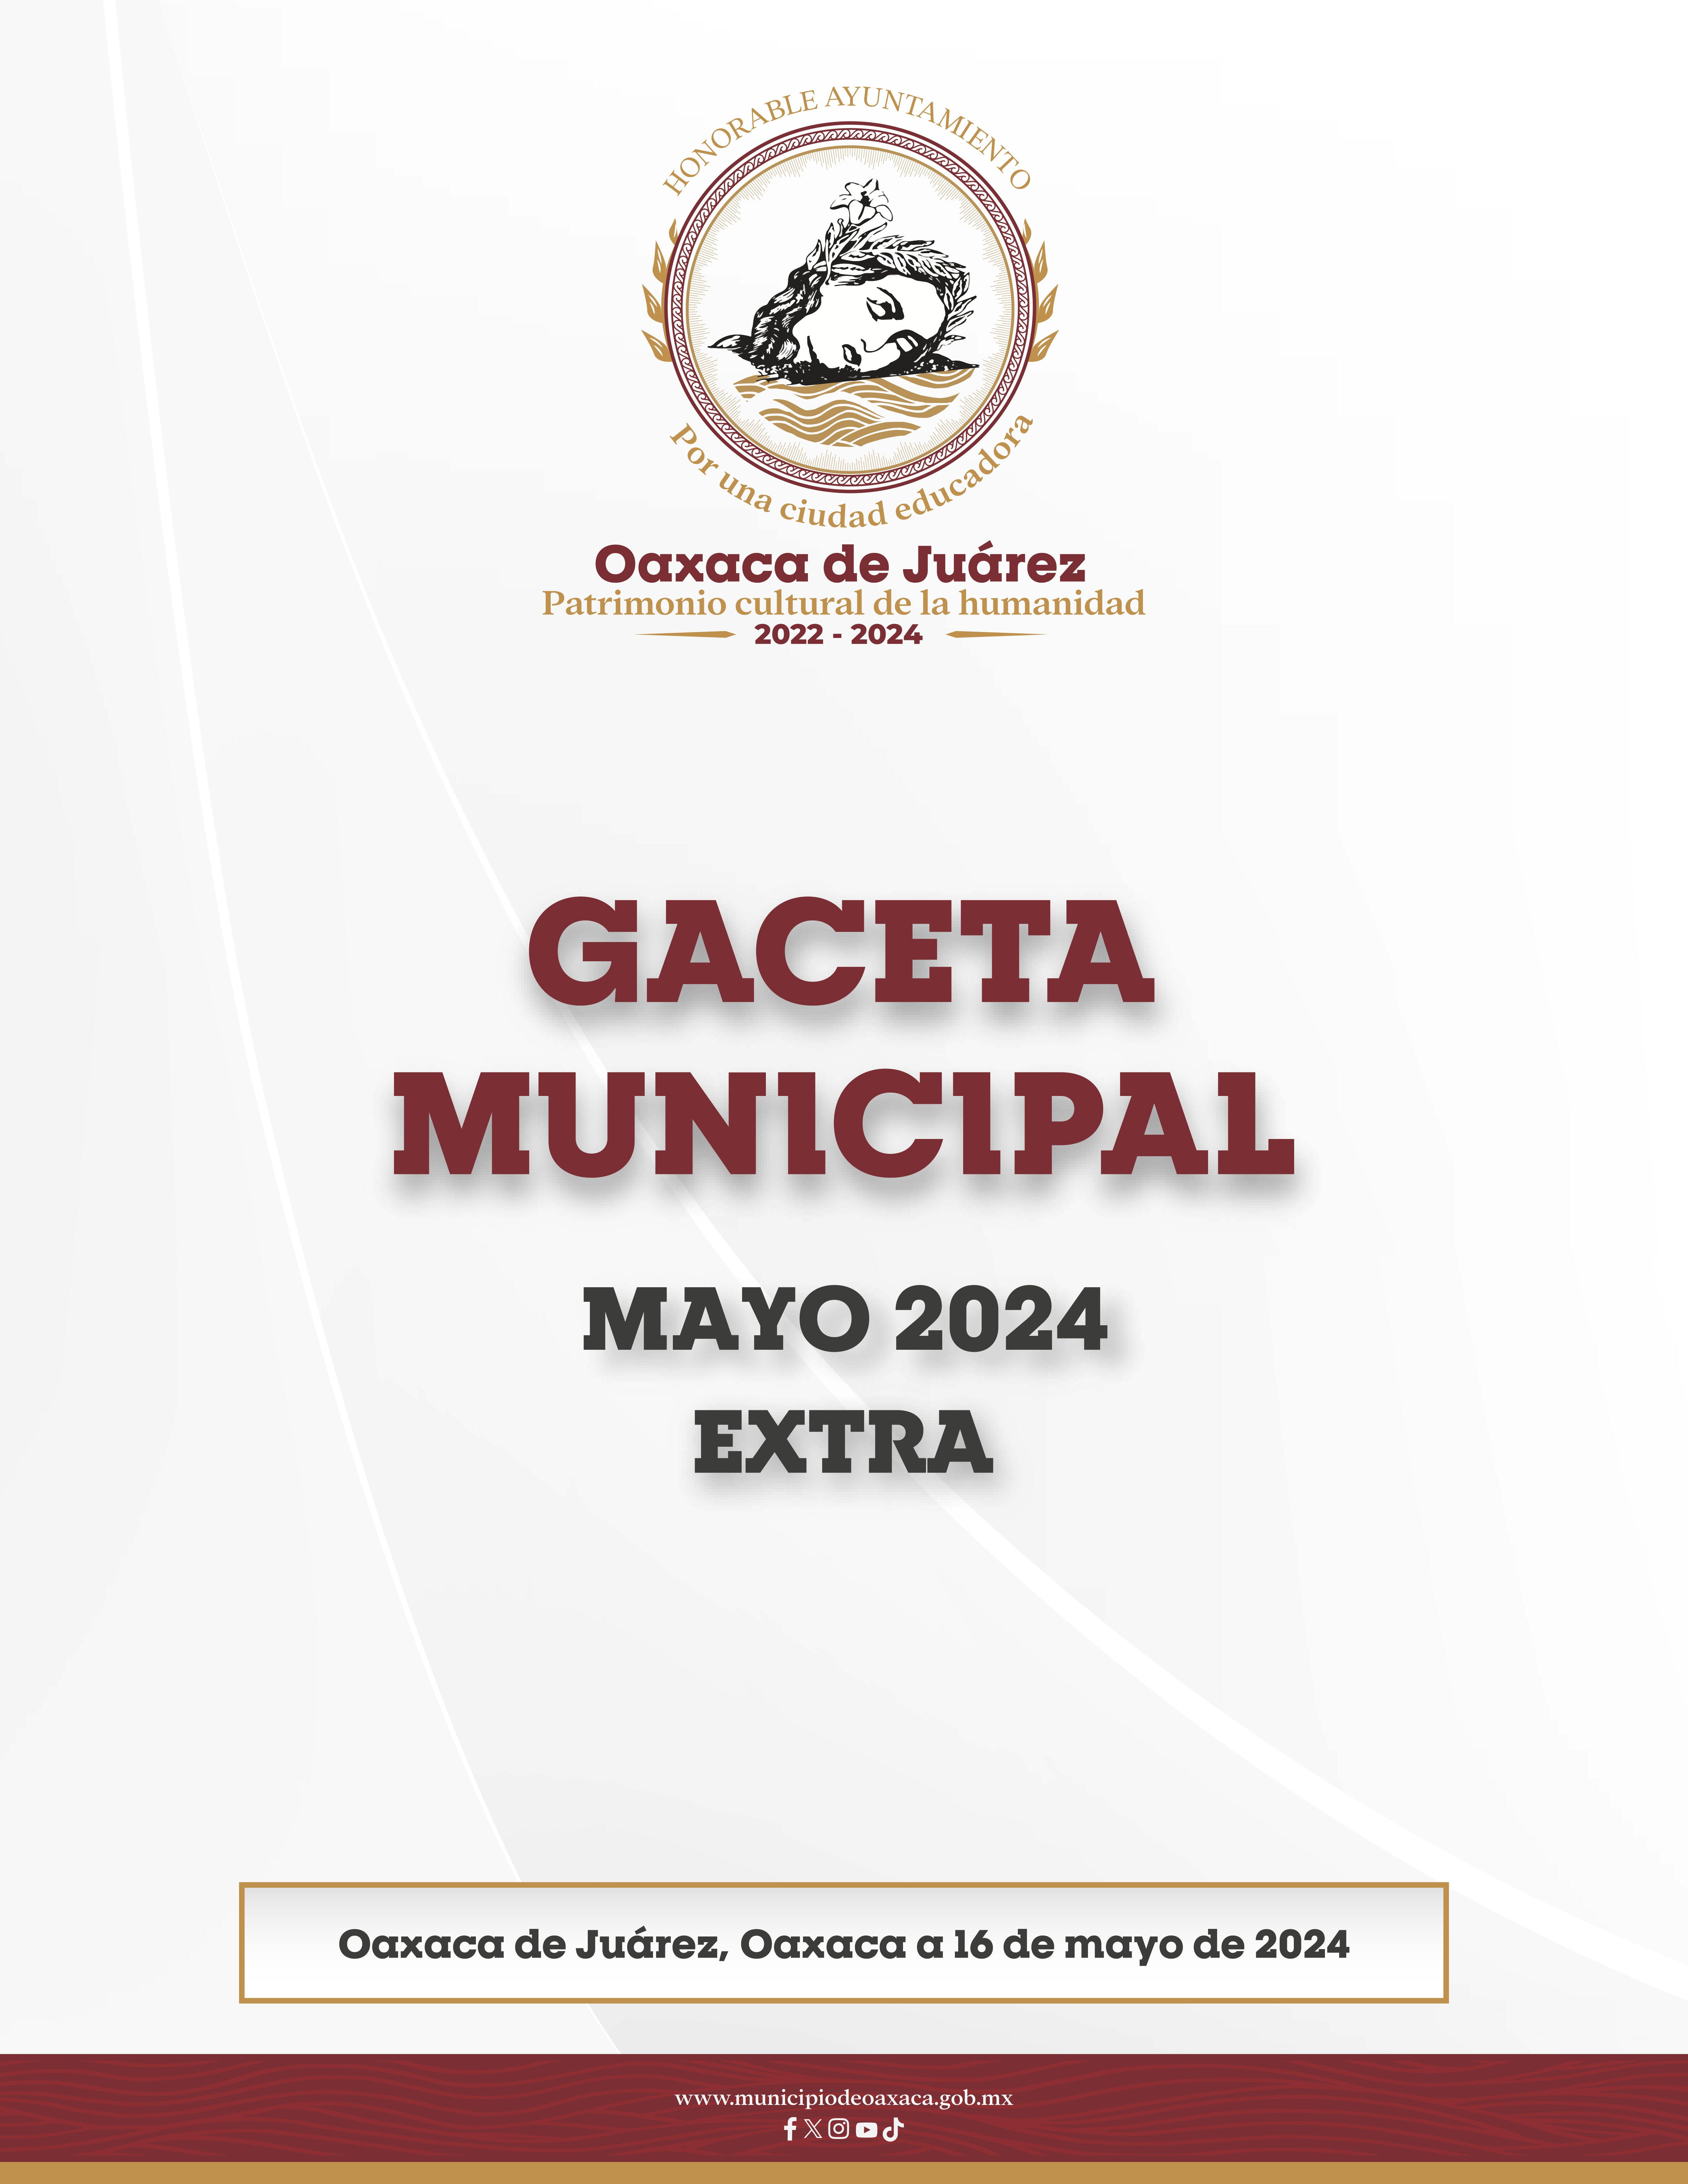 HONORABLE AYUNTAMIENTO
Por una ciudad educadora
Oaxaca de Juárez
Patrimonio cultural de la humanidad
2022 - 2024
GACETA
MUNICIPAL
MAYO 2024
EXTRA
Oaxaca de Juárez, Oaxaca a 16 de mayo de 2024
www.municipiodeoaxaca.gob.mx